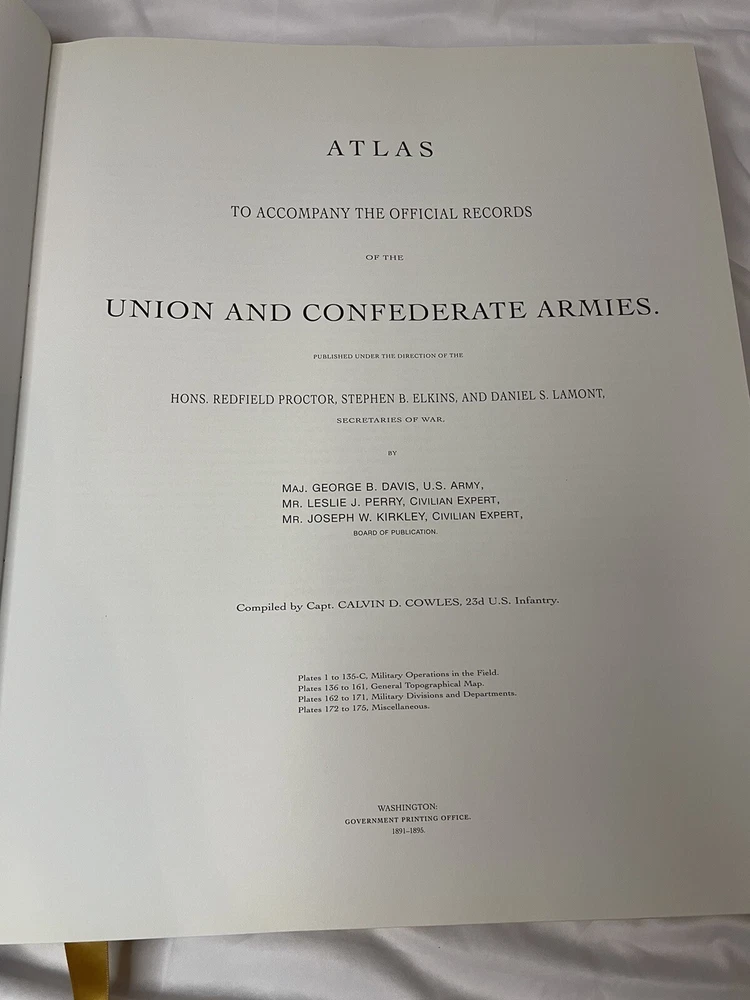 ATLAS
TO ACCOMPANY THE OFFICIAL RECORDS
OF THE
UNION AND CONFEDERATE ARMIES.
PUBLISHED UNDER THE DIRECTION OF THE
HONS. REDFIELD PROCTOR, STEPHEN B. ELKINS, AND DANIEL S. LAMONT,
SECRETARIES OF WAR.
BY
MAJ. GEORGE B. DAVIS, U.S. ARMY,
MR. LESLIE J. PERRY, CIVILIAN EXPERT,
MR. JOSEPH W. KIRKLEY, CIVILIAN EXPERT,
BOARD OF PUBLICATION.
Compiled by Capt. CALVIN D. COWLES, 23d U.S. Infantry.
Plates 1 to 135-C, Military Operations in the Field.
Plates 136 to 161, General Topographical Map.
Plates 162 to 171, Military Divisions and Departments.
Plates 172 to 175, Miscellaneous.
WASHINGTON:
GOVERNMENT PRINTING OFFICE.
1891–1895.